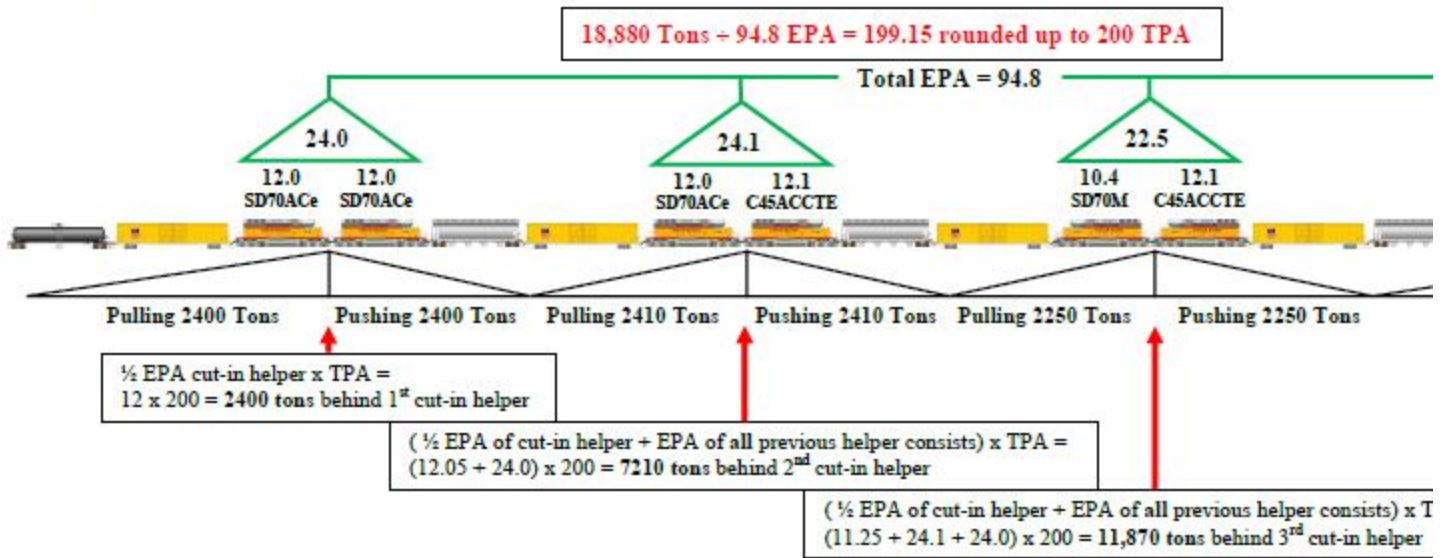 18,880 Tons ÷ 94.8 EPA = 199.15 rounded up to 200 TPA
Total EPA = 94.8
24.0 24.1 22.5
12.0 12.0 12.0 12.1 10.4 12.1
SD70ACe SD70ACe SD70ACe C45ACCTE SD70M C45ACCTE
Pulling 2400 Tons Pushing 2400 Tons Pulling 2410 Tons Pushing 2410 Tons Pulling 2250 Tons Pushing 2250 Tons
½ EPA cut-in helper x TPA =
12 x 200 = 2400 tons behind 1st cut-in helper
( ½ EPA of cut-in helper + EPA of all previous helper consists) x TPA =
(12.05 + 24.0) x 200 = 7210 tons behind 2nd cut-in helper
( ½ EPA of cut-in helper + EPA of all previous helper consists) x T
(11.25 + 24.1 + 24.0) x 200 = 11,870 tons behind 3rd cut-in helper